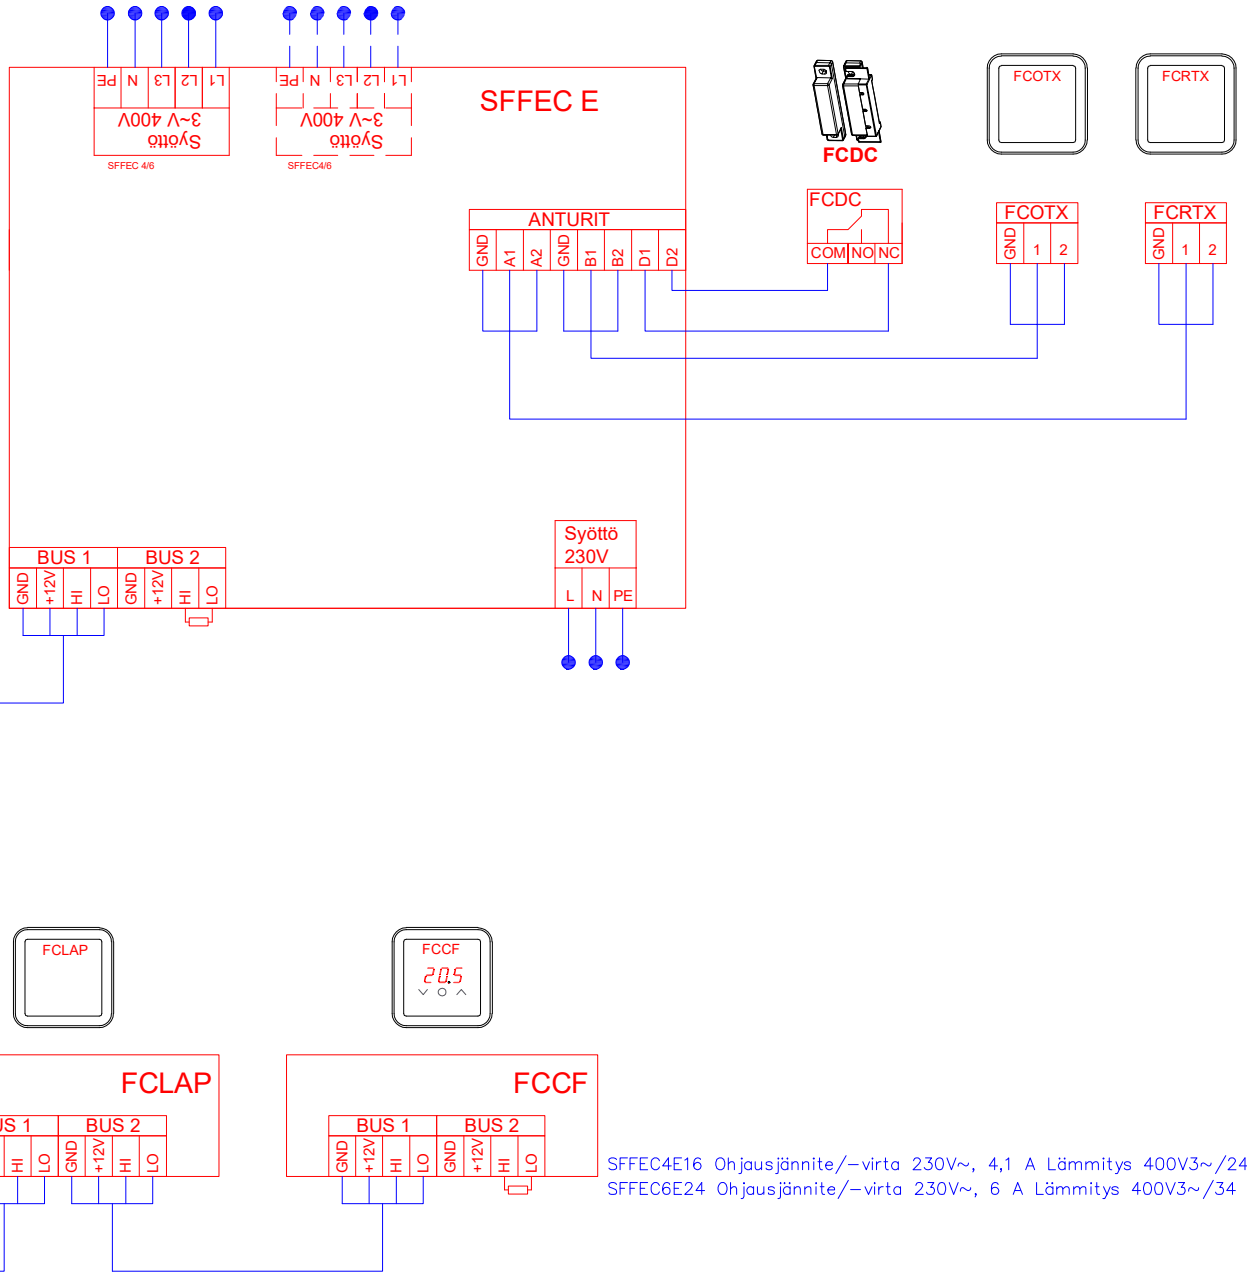 PE N L3 L2 L1
Syöttö
3~V 400V
SFFEC 4/6
PE N L3 L2 L1
Syöttö
3~V 400V
SFFEC4/6
SFFEC E
FCDC
FCOTX
FCRTX
ANTURIT
GND A1 A2 GND B1 B2 D1 D2
FCDC
COM NO NC
FCOTX
GND 1 2
FCRTX
GND 1 2
BUS 1 BUS 2
GND +12V HI LO GND +12V HI LO
Syöttö
230V
L N PE
FCLAP
FCCF
20.5
FCLAP
BUS 2
HI LO GND +12V HI LO
FCCF
BUS 1 BUS 2
GND +12V HI LO GND +12V HI LO
SFFEC4E16 Ohjausjännite/-virta 230V~, 4,1 A Lämmitys 400V3~/24
SFFEC6E24 Ohjausjännite/-virta 230V~, 6 A Lämmitys 400V3~/34